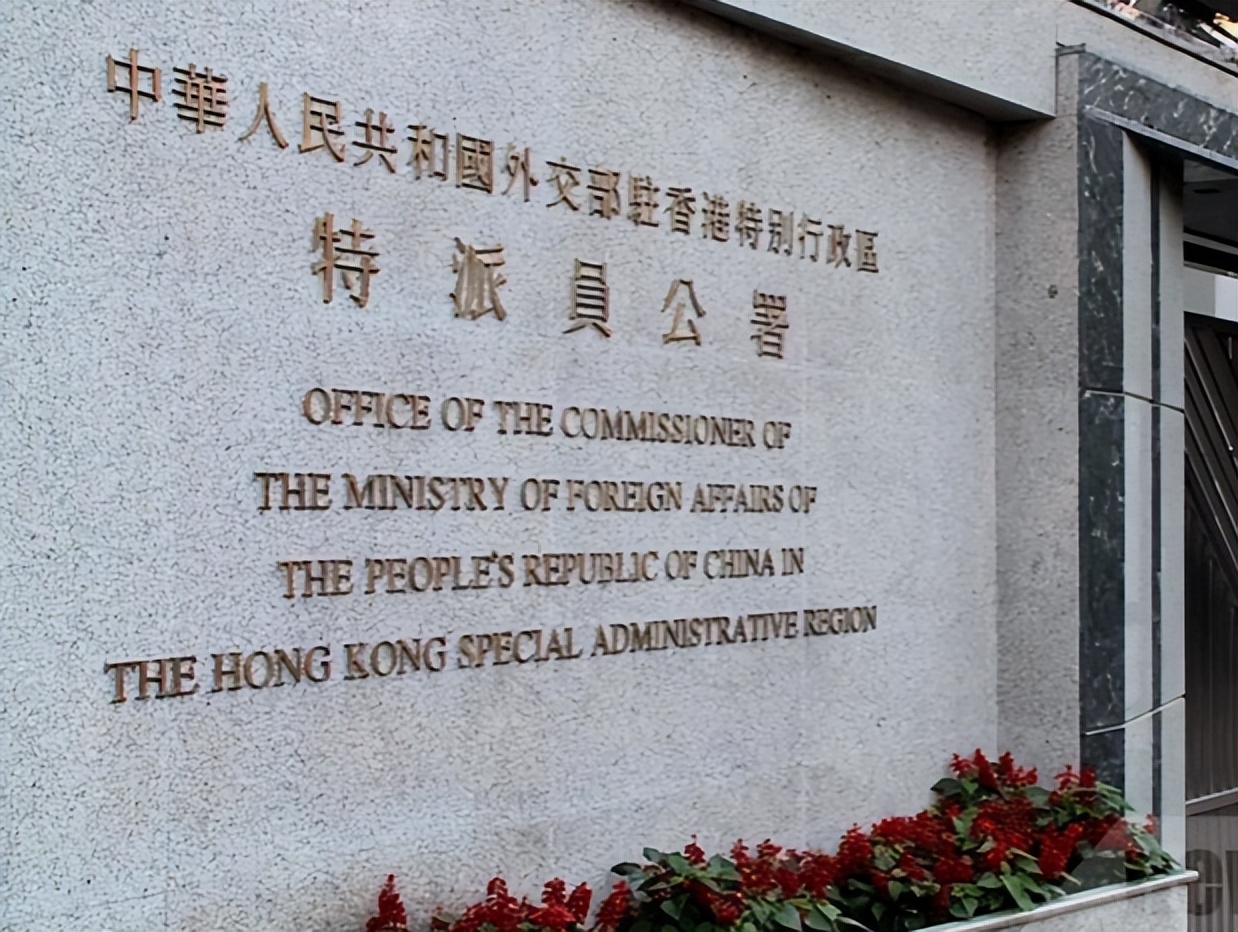 中華人民共和國外交部駐香港特別行政區
特派員公署
OFFICE OF THE COMMISSIONER OF
THE MINISTRY OF FOREIGN AFFAIRS OF
THE PEOPLE'S REPUBLIC OF CHINA IN
THE HONG KONG SPECIAL ADMINISTRATIVE REGION